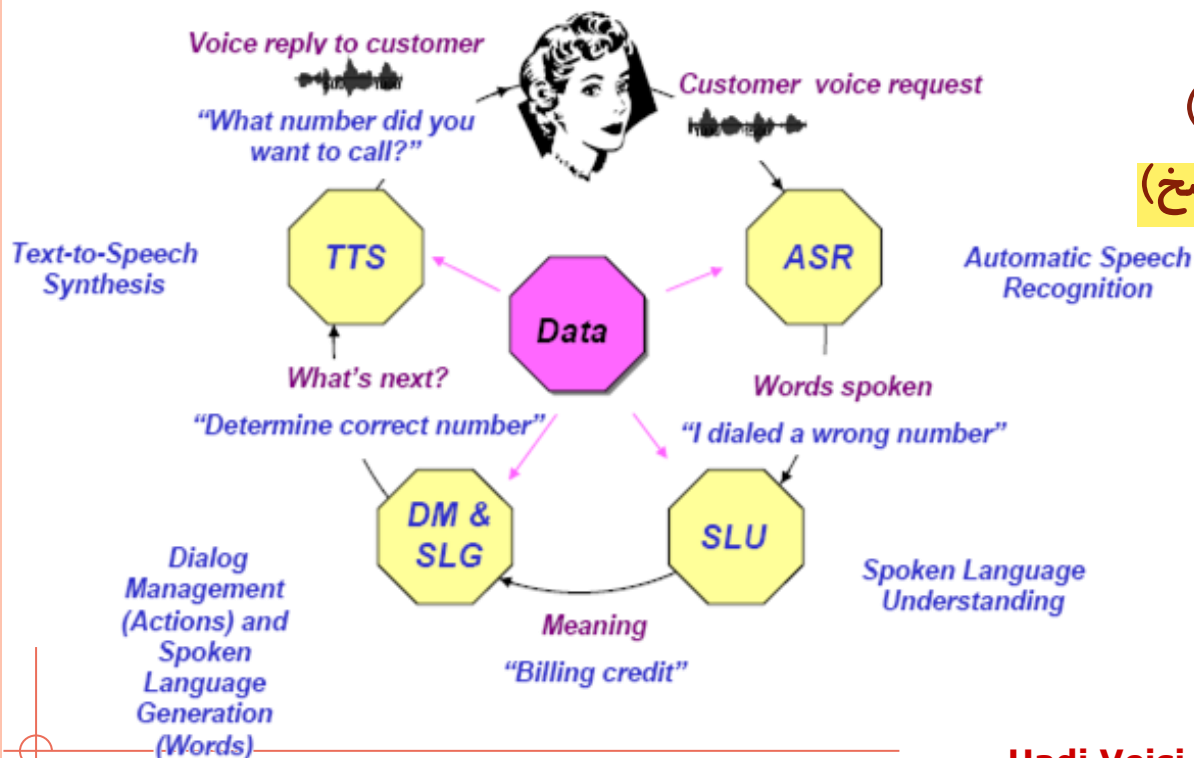 Voice reply to customer
“What number did you
want to call?”
Customer voice request
TTS
Text-to-Speech
Synthesis
ASR
Automatic Speech
Recognition
Data
What’s next?
“Determine correct number”
Words spoken
“I dialed a wrong number”
DM &
SLG
SLU
Dialog
Management
(Actions) and
Spoken
Language
Generation
(Words)
Spoken Language
Understanding
Meaning
“Billing credit”
Hadi Veisi